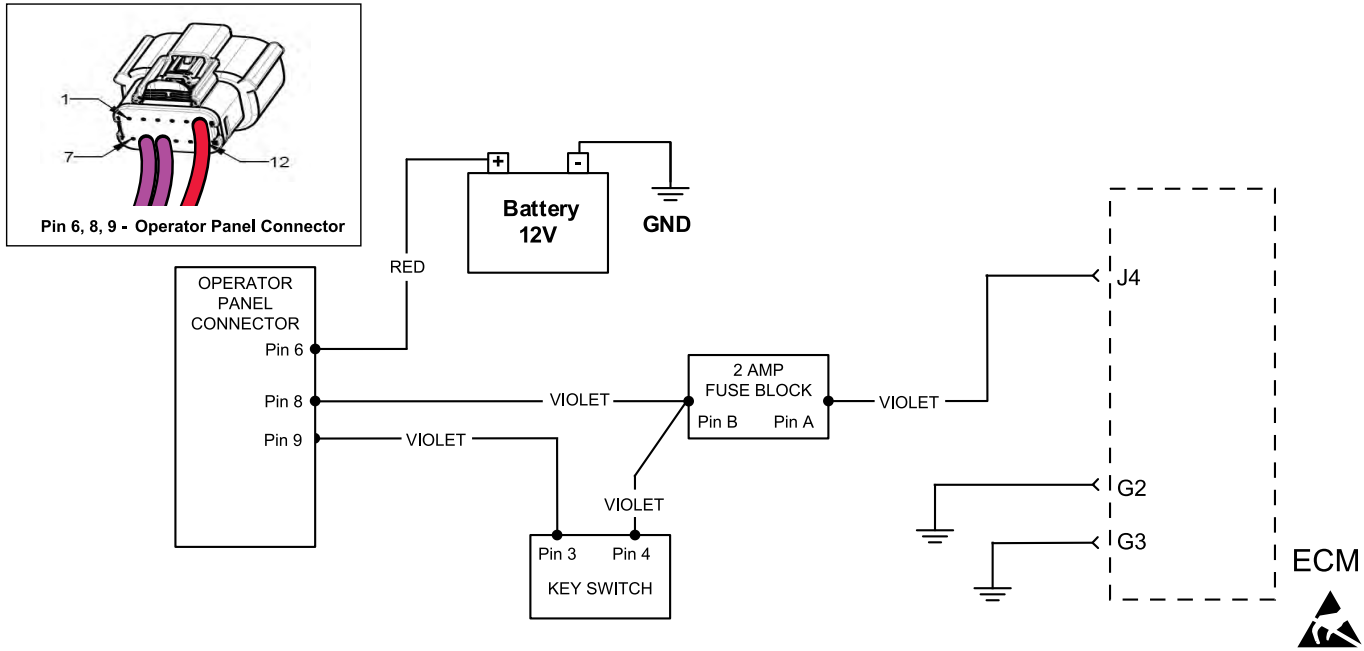 1
7
12
Pin 6, 8, 9 - Operator Panel Connector
+
-
Battery
12V
GND
RED
OPERATOR
PANEL
CONNECTOR
Pin 6
Pin 8
Pin 9
VIOLET
VIOLET
2 AMP
FUSE BLOCK
Pin B
Pin A
VIOLET
VIOLET
Pin 3
Pin 4
KEY SWITCH
J4
G2
G3
ECM